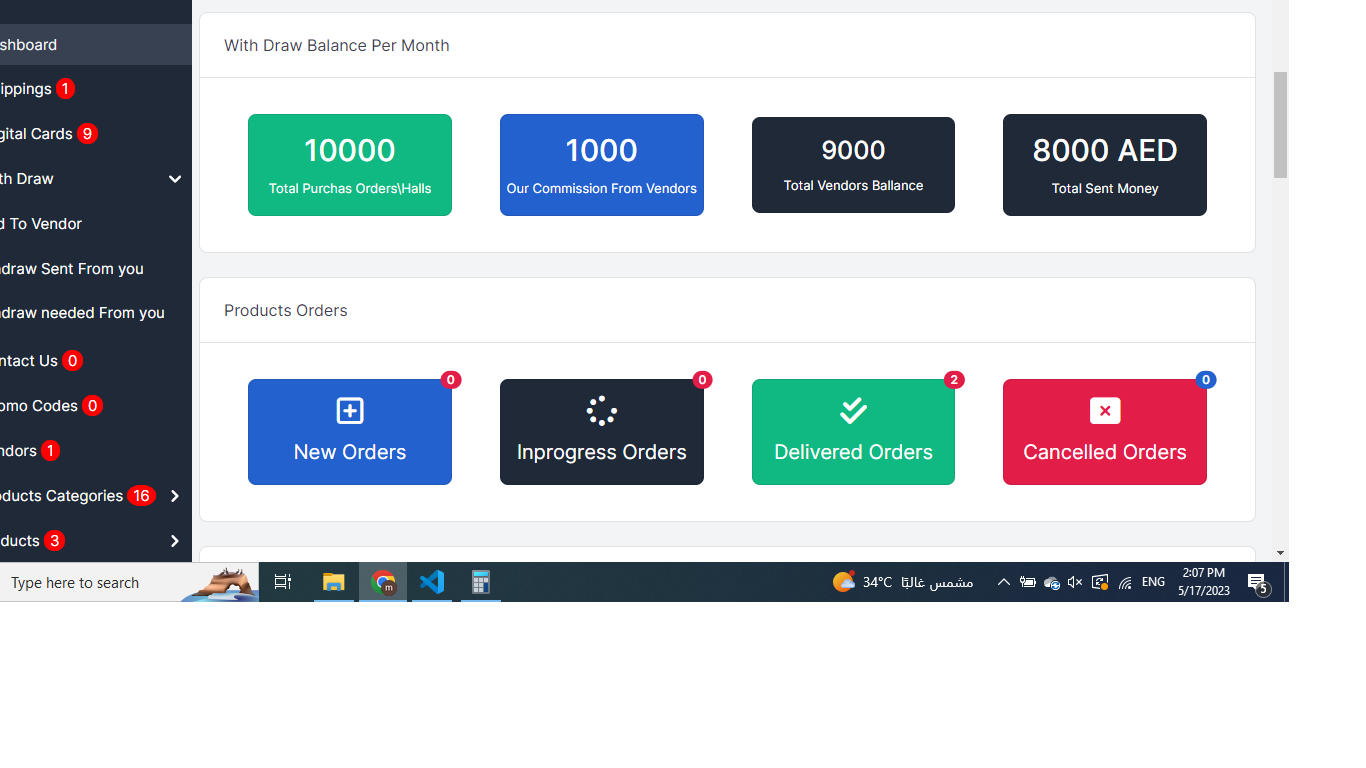 shboard
ippings 1
gital Cards 9
th Draw
d To Vendor
ndraw Sent From you
ndraw needed From you
ntact Us 0
omo Codes 0
ndors 1
oducts Categories 16
ducts 3
With Draw Balance Per Month
10000
Total Purchas Orders\Halls
1000
Our Commission From Vendors
9000
Total Vendors Ballance
8000 AED
Total Sent Money
Products Orders
0
New Orders
0
Inprogress Orders
2
Delivered Orders
0
Cancelled Orders
Type here to search
m
34°C مشمس غالبًا
ENG
2:07 PM
5/17/2023
5